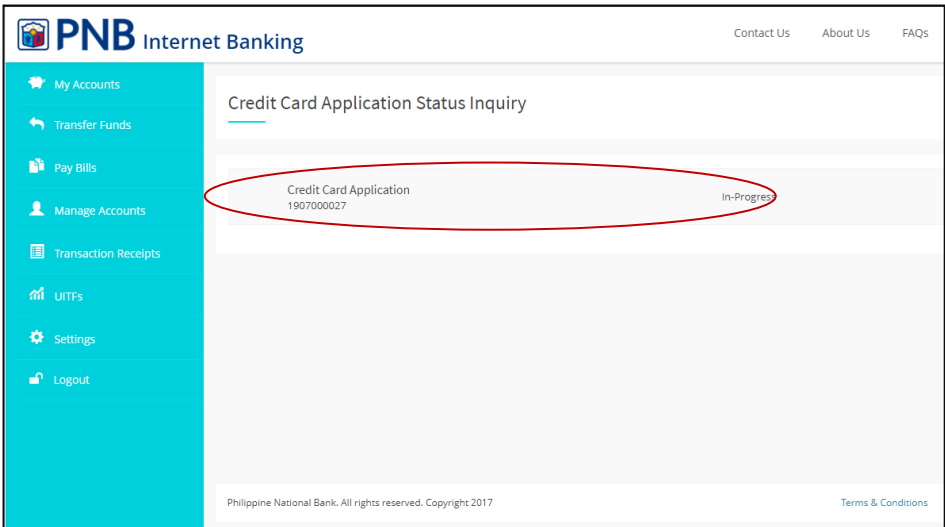 PNB Internet Banking
Contact Us About Us FAQs
My Accounts
Transfer Funds
Pay Bills
Manage Accounts
Transaction Receipts
UITFs
Settings
Logout
Credit Card Application Status Inquiry
Credit Card Application
1907000027
In-Progress
Philippine National Bank. All rights reserved. Copyright 2017
Terms & Conditions